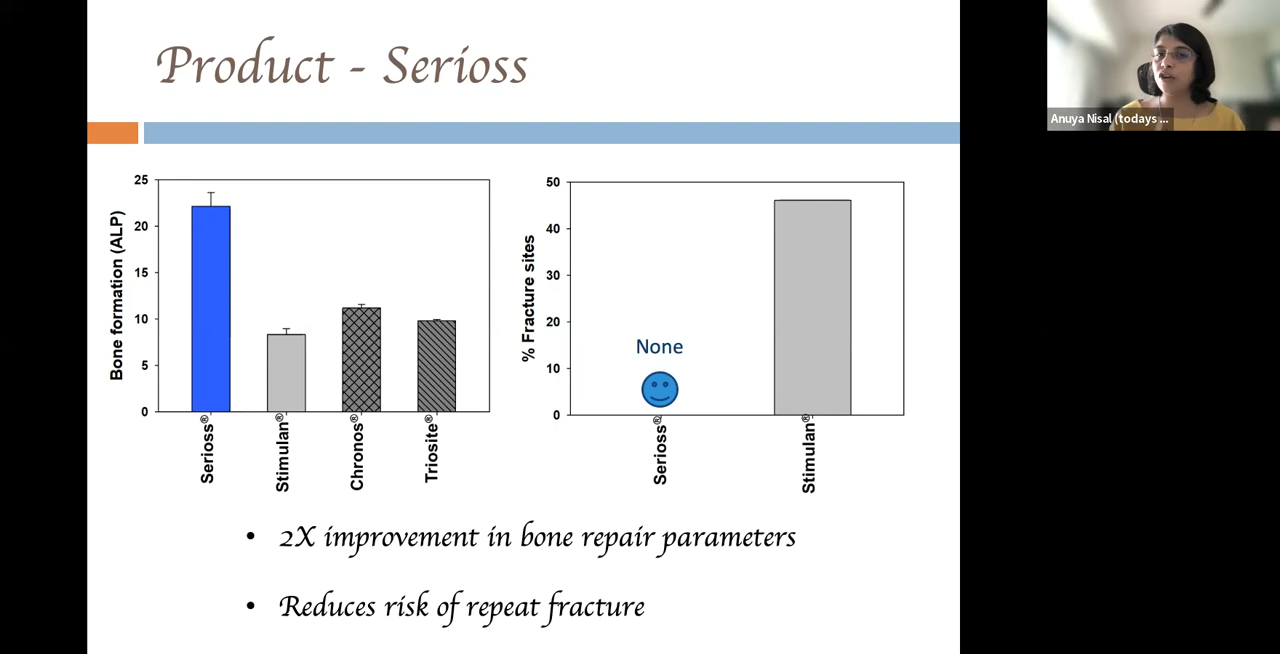 Product - Serioss
Anuya Nisal (todays ...
Bone formation (ALP)
25
20
15
10
5
0
Serioss®
Stimulan®
Chronos®
Triosite®
% Fracture sites
50
40
30
20
10
0
None
Serioss®
Stimulan®
• 2X improvement in bone repair parameters
• Reduces risk of repeat fracture